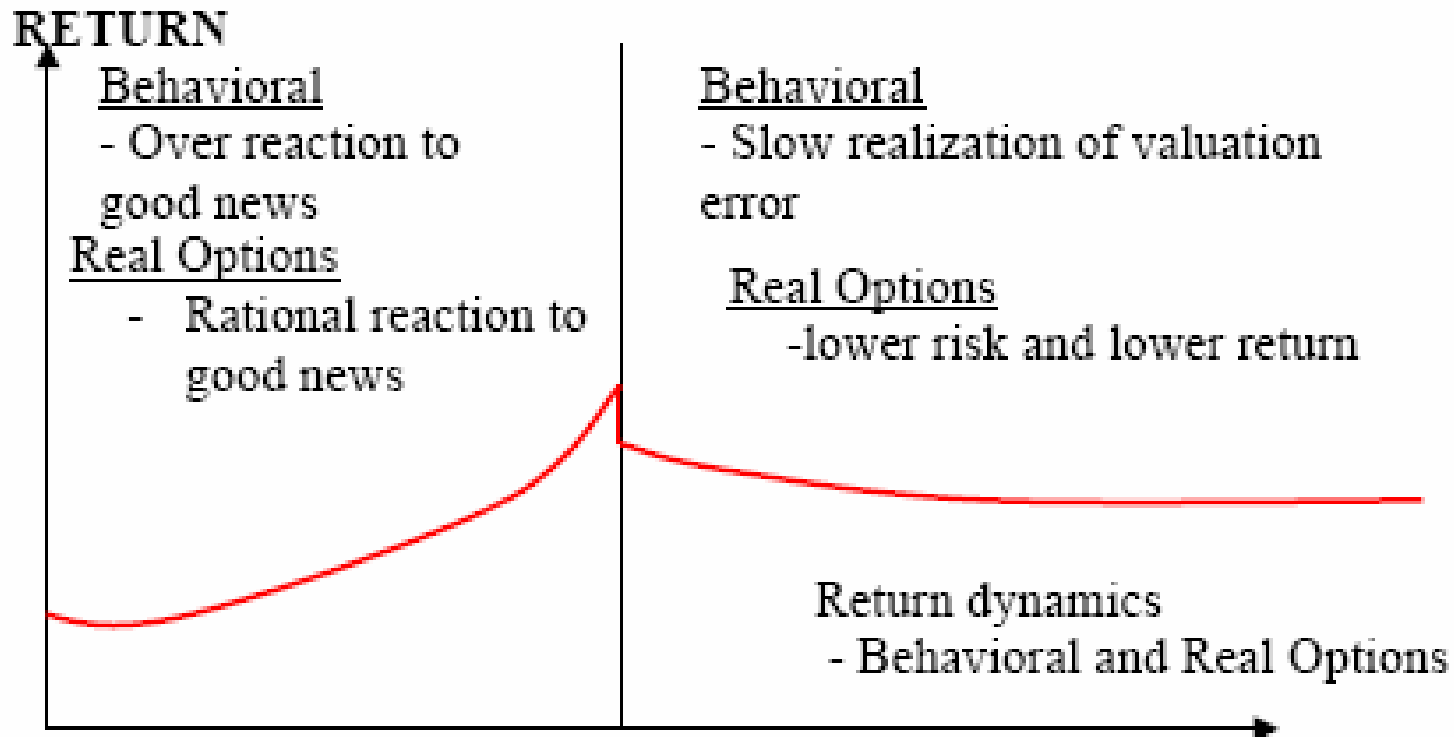 RETURN
Behavioral
- Over reaction to
good news
Real Options
- Rational reaction to
good news
Behavioral
- Slow realization of valuation
error
Real Options
-lower risk and lower return
Return dynamics
- Behavioral and Real Options